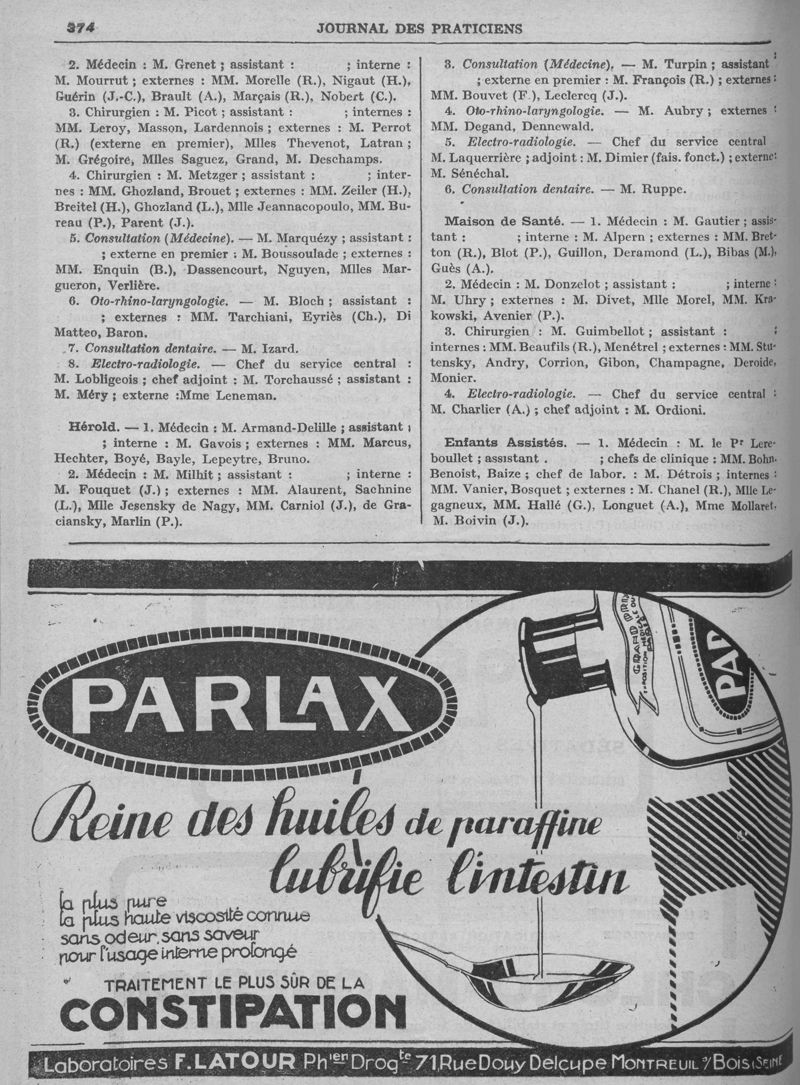 374
JOURNAL DES PRATICIENS
2. Médecin : M. Grenet ; assistant : ; interne :
M. Mourrut ; externes : MM. Morelle (R.), Nigaut (H.),
Guérin (J.-C.), Brault (A.), Marçais (R.), Nobert (C.).
3. Chirurgien : M. Picot ; assistant : ; internes :
MM. Leroy, Masson, Lardennois ; externes : M. Perrot
(R.) (externe en premier), Mlles Thevenot, Latran ;
M. Grégoire, Mlles Saguez, Grand, M. Deschamps.
4. Chirurgien : M. Metzger ; assistant : ; inter-
nes : MM. Ghozland, Brouet ; externes : MM. Zeiler (H.),
Breitel (H.), Ghozland (L.), Mlle Jeannacopoulo, MM. Bu-
reau (P.), Parent (J.).
5. Consultation (Médecine). — M. Marquézy ; assistant :
; externe en premier : M. Boussoulade ; externes :
MM. Enquin (B.), Dassencourt, Nguyen, Mlles Mar-
gueron, Verlière.
6. Oto-rhino-laryngologie. — M. Bloch ; assistant :
; externes : MM. Tarchiani, Eyriès (Ch.), Di
Matteo, Baron.
7. Consultation dentaire. — M. Izard.
8. Electro-radiologie. — Chef du service central :
M. Lobligeois ; chef adjoint : M. Torchaussé ; assistant :
M. Méry ; externe :Mme Leneman.
Hérold. — 1. Médecin : M. Armand-Delille ; assistant :
; interne : M. Gavois ; externes : MM. Marcus,
Hechter, Boyé, Bayle, Lepeytre, Bruno.
2. Médecin : M. Milhit ; assistant : ; interne :
M. Fouquet (J.) ; externes : MM. Alaurent, Sachnine
(L.), Mlle Jesensky de Nagy, MM. Carniol (J.), de Gra-
ciansky, Marlin (P.).
3. Consultation (Médecine). — M. Turpin ; assistant :
; externe en premier : M. François (R.) ; externes :
MM. Bouvet (F.), Leclercq (J.).
4. Oto-rhino-laryngologie. — M. Aubry ; externes :
MM. Degand, Dennewald.
5. Electro-radiologie. — Chef du service central :
M. Laquerrière ; adjoint : M. Dimier (fais. fonct.) ; externe:
M. Sénéchal.
6. Consultation dentaire. — M. Ruppe.
Maison de Santé. — 1. Médecin : M. Gautier ; assis-
tant : ; interne : M. Alpern ; externes : MM. Bret-
ton (R.), Blot (P.), Guillon, Deramond (L.), Bibas (M.),
Guès (A.).
2. Médecin : M. Donzelot ; assistant : ; interne :
M. Uhry ; externes : M. Divet, Mlle Morel, MM. Kra-
kowski, Avenier (P.).
3. Chirurgien : M. Guimbellot ; assistant : ;
internes : MM. Beaufils (R.), Menétrel ; externes : MM. Stu-
tensky, Andry, Corrion, Gibon, Champagne, Deroide,
Monier.
4. Electro-radiologie. — Chef du service central :
M. Charlier (A.) ; chef adjoint : M. Ordioni.
Enfants Assistés. — 1. Médecin : M. le Pr Lere-
boullet ; assistant . ; chefs de clinique : MM. Bohn,
Benoist, Baize ; chef de labor. : M. Détrois ; internes :
MM. Vanier, Bosquet ; externes : M. Chanel (R.), Mlle Le-
gagneux, MM. Hallé (G.), Longuet (A.), Mme Mollaret,
M. Boivin (J.).
PARLAX
GRAND PRIX
PAR
Reine des huiles de paraffine
lubrifie l'intestin
la plus pure
la plus haute viscosité connue
sans odeur, sans saveur
pour l'usage interne prolongé
TRAITEMENT LE PLUS SÛR DE LA
CONSTIPATION
Laboratoires F. LATOUR Phien Drogte 71, Rue Douy Delcupe MONTREUIL s/ BOIS (SEINE